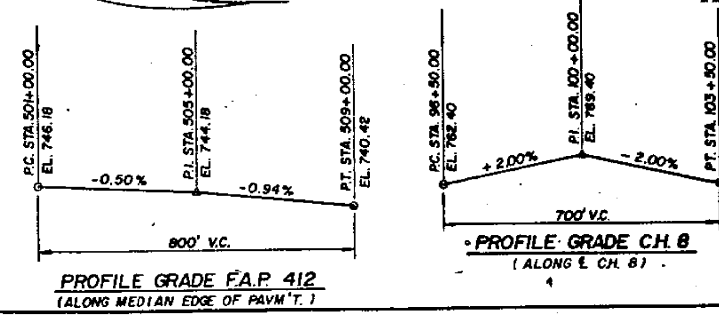 P.C. STA. 501+00.00
EL. 746.18
P.I. STA. 505+00.00
EL. 744.18
P.T. STA. 509+00.00
EL. 740.42
-0.50%
-0.94%
800' V.C.
PROFILE GRADE F.A.P. 412
(ALONG MEDIAN EDGE OF PAVM'T.)
P.C. STA. 96+50.00
EL. 762.40
P.I. STA. 100+00.00
EL. 769.40
P.T. STA. 103+50.00
+2.00%
-2.00%
700' V.C.
PROFILE GRADE C.H. 8
(ALONG ℄ C.H. 8)